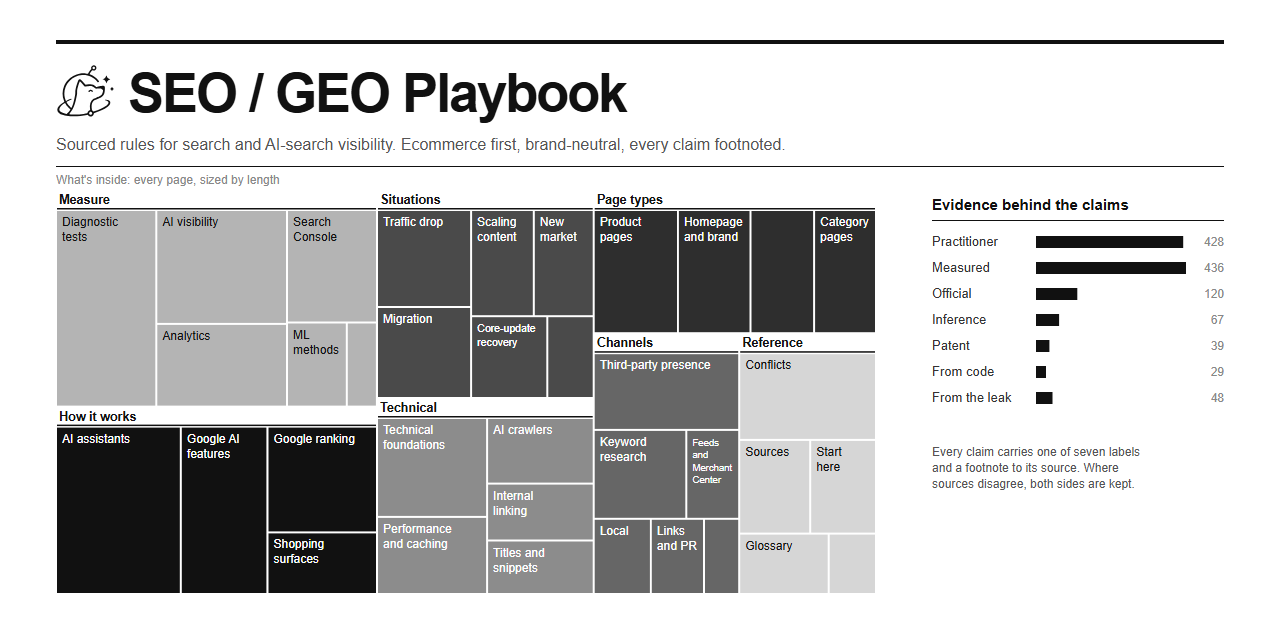 SEO / GEO Playbook
Sourced rules for search and AI-search visibility. Ecommerce first, brand-neutral, every claim footnoted.
What's inside: every page, sized by length
Measure
Diagnostic
tests
AI visibility
Search
Console
Analytics
ML
methods
How it works
AI assistants
Google AI
features
Google ranking
Shopping
surfaces
Situations
Traffic drop
Scaling
content
New
market
Migration
Core-update
recovery
Technical
Technical
foundations
AI crawlers
Internal
linking
Performance
and caching
Titles and
snippets
Page types
Product
pages
Homepage
and brand
Category
pages
Channels
Third-party presence
Keyword
research
Feeds
and
Merchant
Center
Local
Links
and PR
Reference
Conflicts
Sources
Start
here
Glossary
Evidence behind the claims
Practitioner 428
Measured 436
Official 120
Inference 67
Patent 39
From code 29
From the leak 48
Every claim carries one of seven labels
and a footnote to its source. Where
sources disagree, both sides are kept.